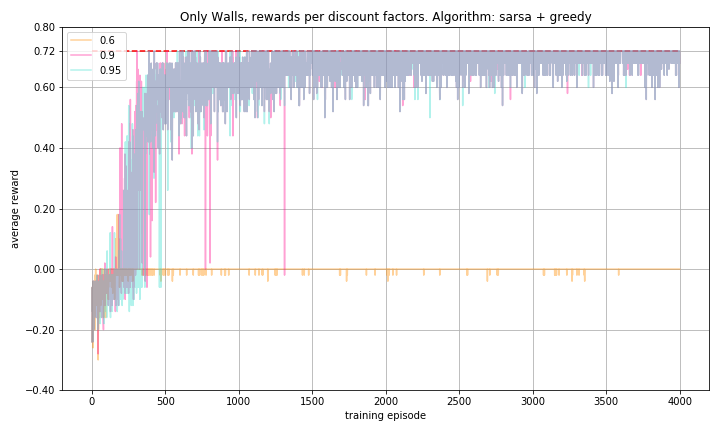 Only Walls, rewards per discount factors. Algorithm: sarsa + greedy
0.80
0.72
0.60
0.40
0.20
0.00
−0.20
−0.40
average reward
0.6
0.9
0.95
0 500 1000 1500 2000 2500 3000 3500 4000
training episode